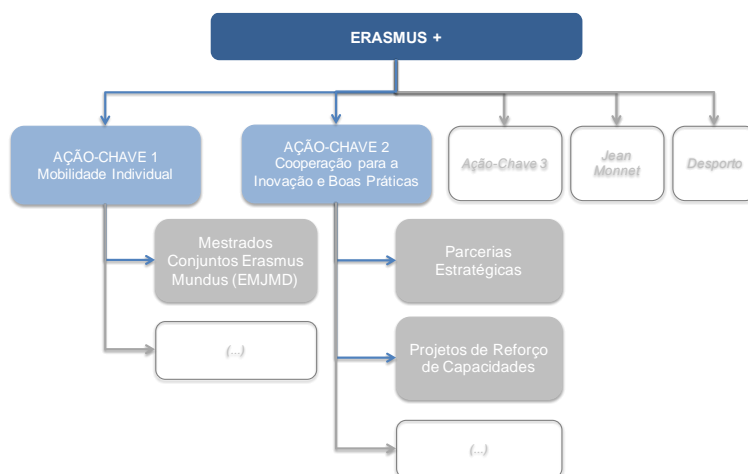 ERASMUS +
AÇÃO-CHAVE 1
Mobilidade Individual
AÇÃO-CHAVE 2
Cooperação para a
Inovação e Boas Práticas
Ação-Chave 3
Jean
Monnet
Desporto
Mestrados
Conjuntos Erasmus
Mundus (EMJMD)
(...)
Parcerias
Estratégicas
Projetos de Reforço
de Capacidades
(...)